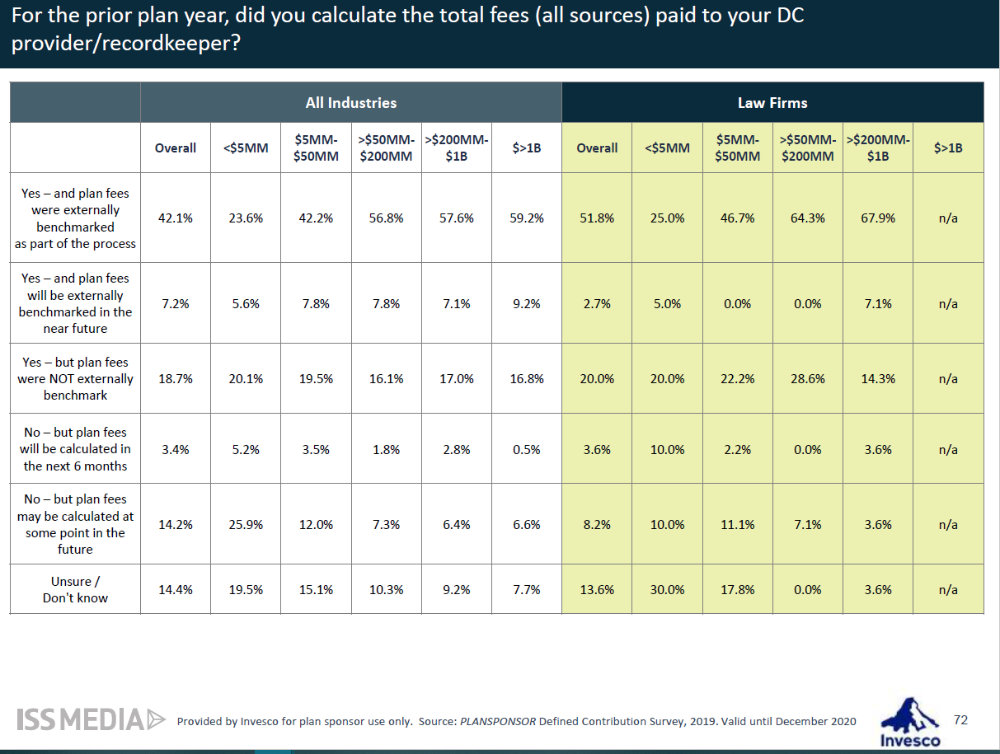 For the prior plan year, did you calculate the total fees (all sources) paid to your DC
provider/recordkeeper?
All Industries Law Firms
Overall <$5MM $5MM-$50MM >$50MM-$200MM >$200MM-$1B $>1B Overall <$5MM $5MM-$50MM >$50MM-$200MM >$200MM-$1B $>1B
Yes – and plan fees
were externally
benchmarked
as part of the process
42.1% 23.6% 42.2% 56.8% 57.6% 59.2% 51.8% 25.0% 46.7% 64.3% 67.9% n/a
Yes – and plan fees
will be externally
benchmarked in the
near future
7.2% 5.6% 7.8% 7.8% 7.1% 9.2% 2.7% 5.0% 0.0% 0.0% 7.1% n/a
Yes – but plan fees
were NOT externally
benchmark
18.7% 20.1% 19.5% 16.1% 17.0% 16.8% 20.0% 20.0% 22.2% 28.6% 14.3% n/a
No – but plan fees
will be calculated in
the next 6 months
3.4% 5.2% 3.5% 1.8% 2.8% 0.5% 3.6% 10.0% 2.2% 0.0% 3.6% n/a
No – but plan fees
may be calculated at
some point in the
future
14.2% 25.9% 12.0% 7.3% 6.4% 6.6% 8.2% 10.0% 11.1% 7.1% 3.6% n/a
Unsure /
Don't know
14.4% 19.5% 15.1% 10.3% 9.2% 7.7% 13.6% 30.0% 17.8% 0.0% 3.6% n/a
ISS MEDIA Provided by Invesco for plan sponsor use only. Source: PLANSPONSOR Defined Contribution Survey, 2019. Valid until December 2020
Invesco
72